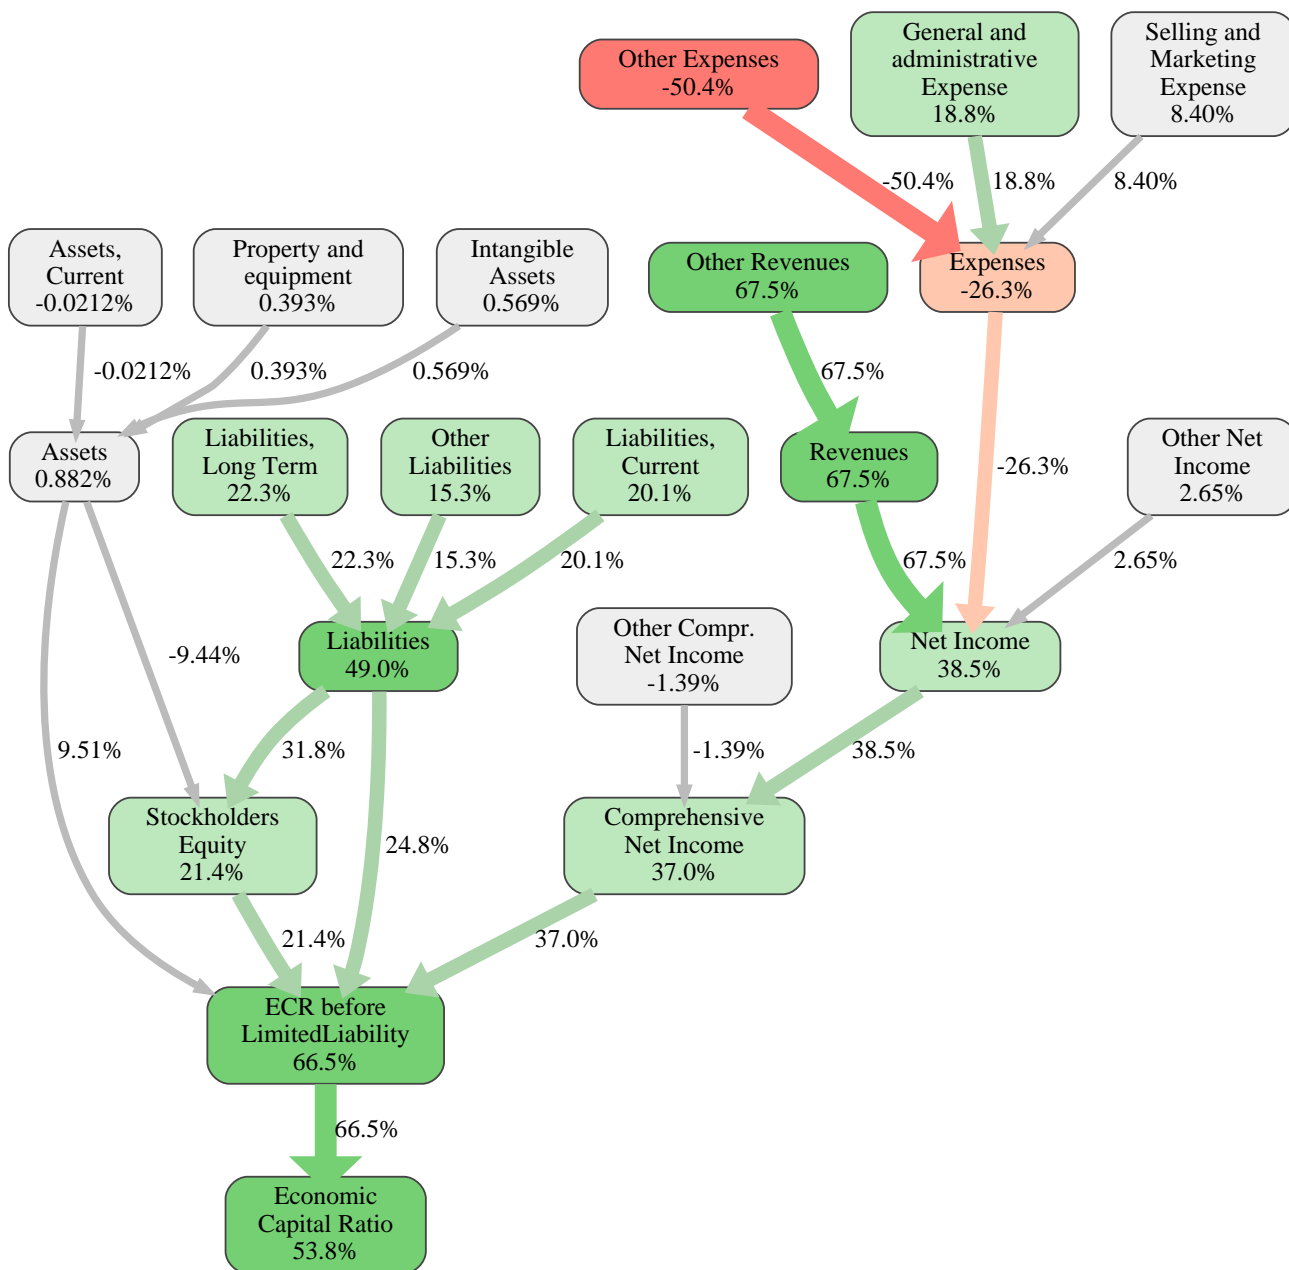 Other Expenses
-50.4%
General and
administrative
Expense
18.8%
Selling and
Marketing
Expense
8.40%
-50.4%
18.8%
8.40%
Assets,
Current
-0.0212%
Property and
equipment
0.393%
Intangible
Assets
0.569%
Other Revenues
67.5%
Expenses
-26.3%
-0.0212%
0.393%
0.569%
67.5%
Assets
0.882%
Liabilities,
Long Term
22.3%
Other
Liabilities
15.3%
Liabilities,
Current
20.1%
Revenues
67.5%
-26.3%
Other Net
Income
2.65%
22.3%
15.3%
20.1%
67.5%
2.65%
-9.44%
Liabilities
49.0%
Other Compr.
Net Income
-1.39%
Net Income
38.5%
9.51%
31.8%
-1.39%
38.5%
Stockholders
Equity
21.4%
24.8%
Comprehensive
Net Income
37.0%
21.4%
37.0%
ECR before
LimitedLiability
66.5%
66.5%
Economic
Capital Ratio
53.8%